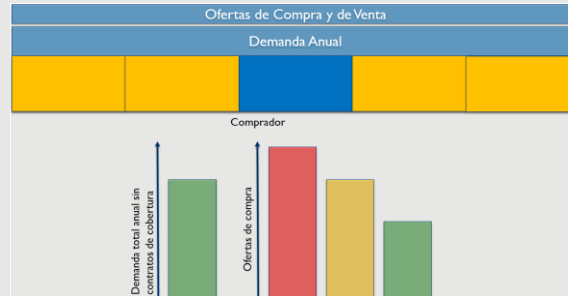 Ofertas de Compra y de Venta
Demanda Anual
Comprador
Demanda total anual sin
contratos de cobertura
Ofertas de compra